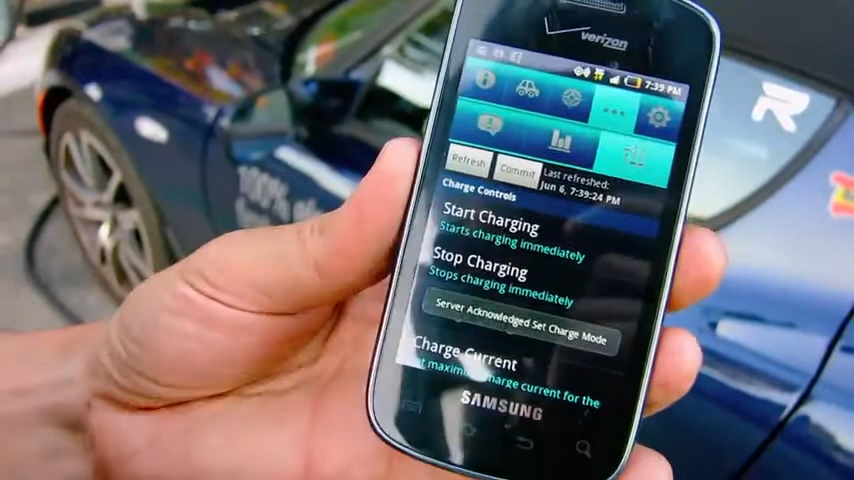 verizon
7:39 PM
Refresh
Commit
Last refreshed:
Jun 6, 7:39:24 PM
Charge Controls
Start Charging
Starts charging immediately
Stop Charging
Stops charging immediately
Server Acknowledged Set Charge Mode
Charge Current
maximum charge current for the
SAMSUNG
100%
R